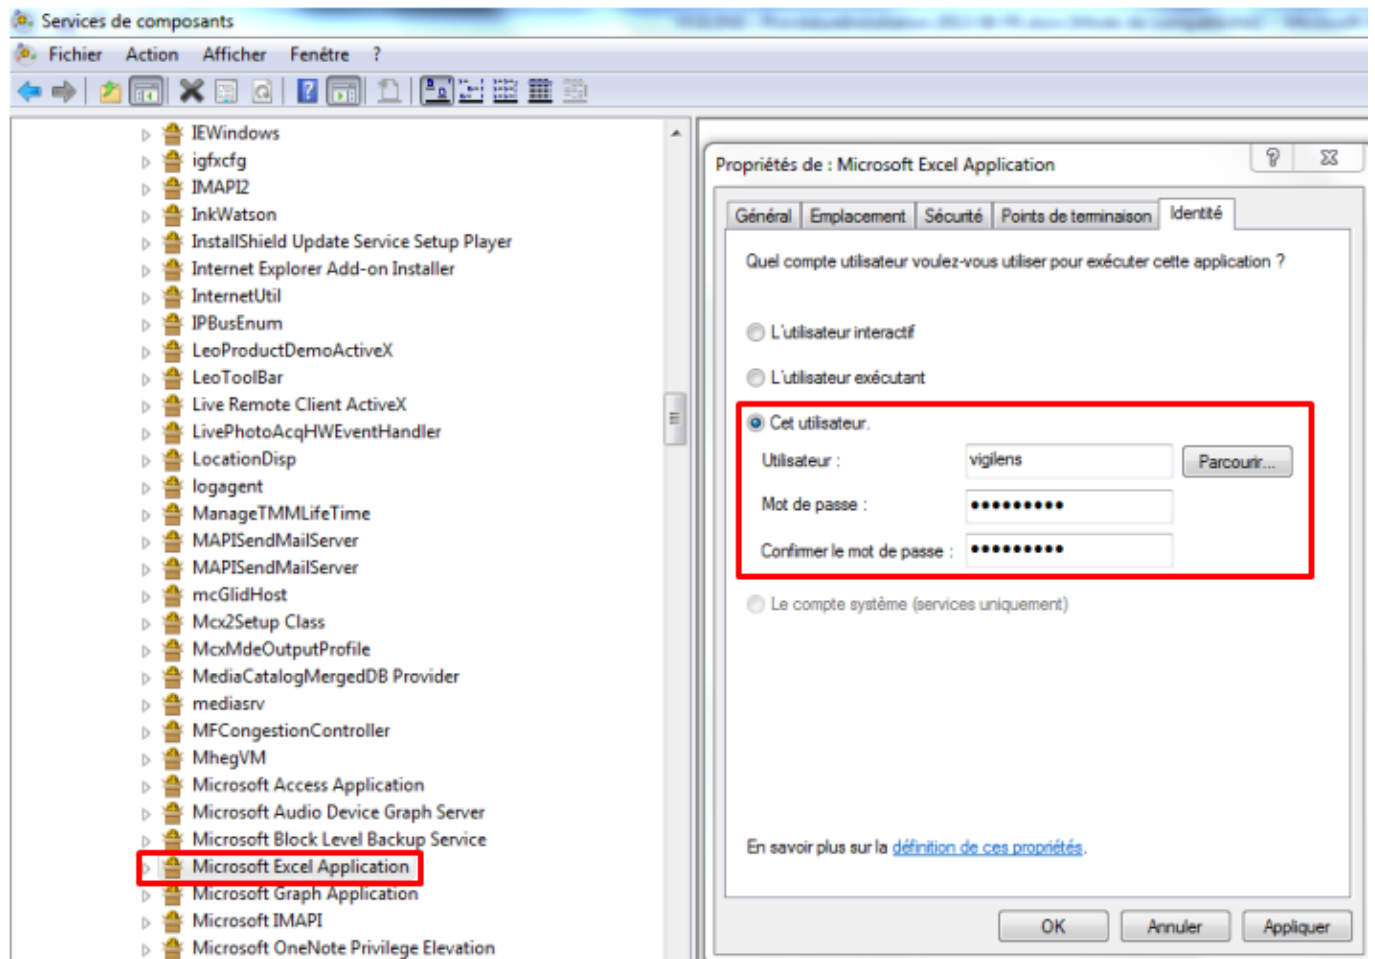 Services de composants
Fichier Action Afficher Fenêtre ?
IEWindows
igfxcfg
IMAPI2
InkWatson
InstallShield Update Service Setup Player
Internet Explorer Add-on Installer
InternetUtil
IPBusEnum
LeoProductDemoActiveX
LeoToolBar
Live Remote Client ActiveX
LivePhotoAcqHWEventHandler
LocationDisp
logagent
ManageTMMLifeTime
MAPISendMailServer
MAPISendMailServer
mcGlidHost
Mcx2Setup Class
McxMdeOutputProfile
MediaCatalogMergedDB Provider
mediasrv
MFCongestionController
MhegVM
Microsoft Access Application
Microsoft Audio Device Graph Server
Microsoft Block Level Backup Service
Microsoft Excel Application
Microsoft Graph Application
Microsoft IMAPI
Microsoft OneNote Privilege Elevation
Propriétés de : Microsoft Excel Application
Général Emplacement Sécurité Points de terminaison Identité
Quel compte utilisateur voulez-vous utiliser pour exécuter cette application ?
L'utilisateur interactif
L'utilisateur exécutant
Cet utilisateur.
Utilisateur : vigilens Parcourir...
Mot de passe : •••••••••
Confirmer le mot de passe : •••••••••
Le compte système (services uniquement)
En savoir plus sur la définition de ces propriétés.
OK Annuler Appliquer